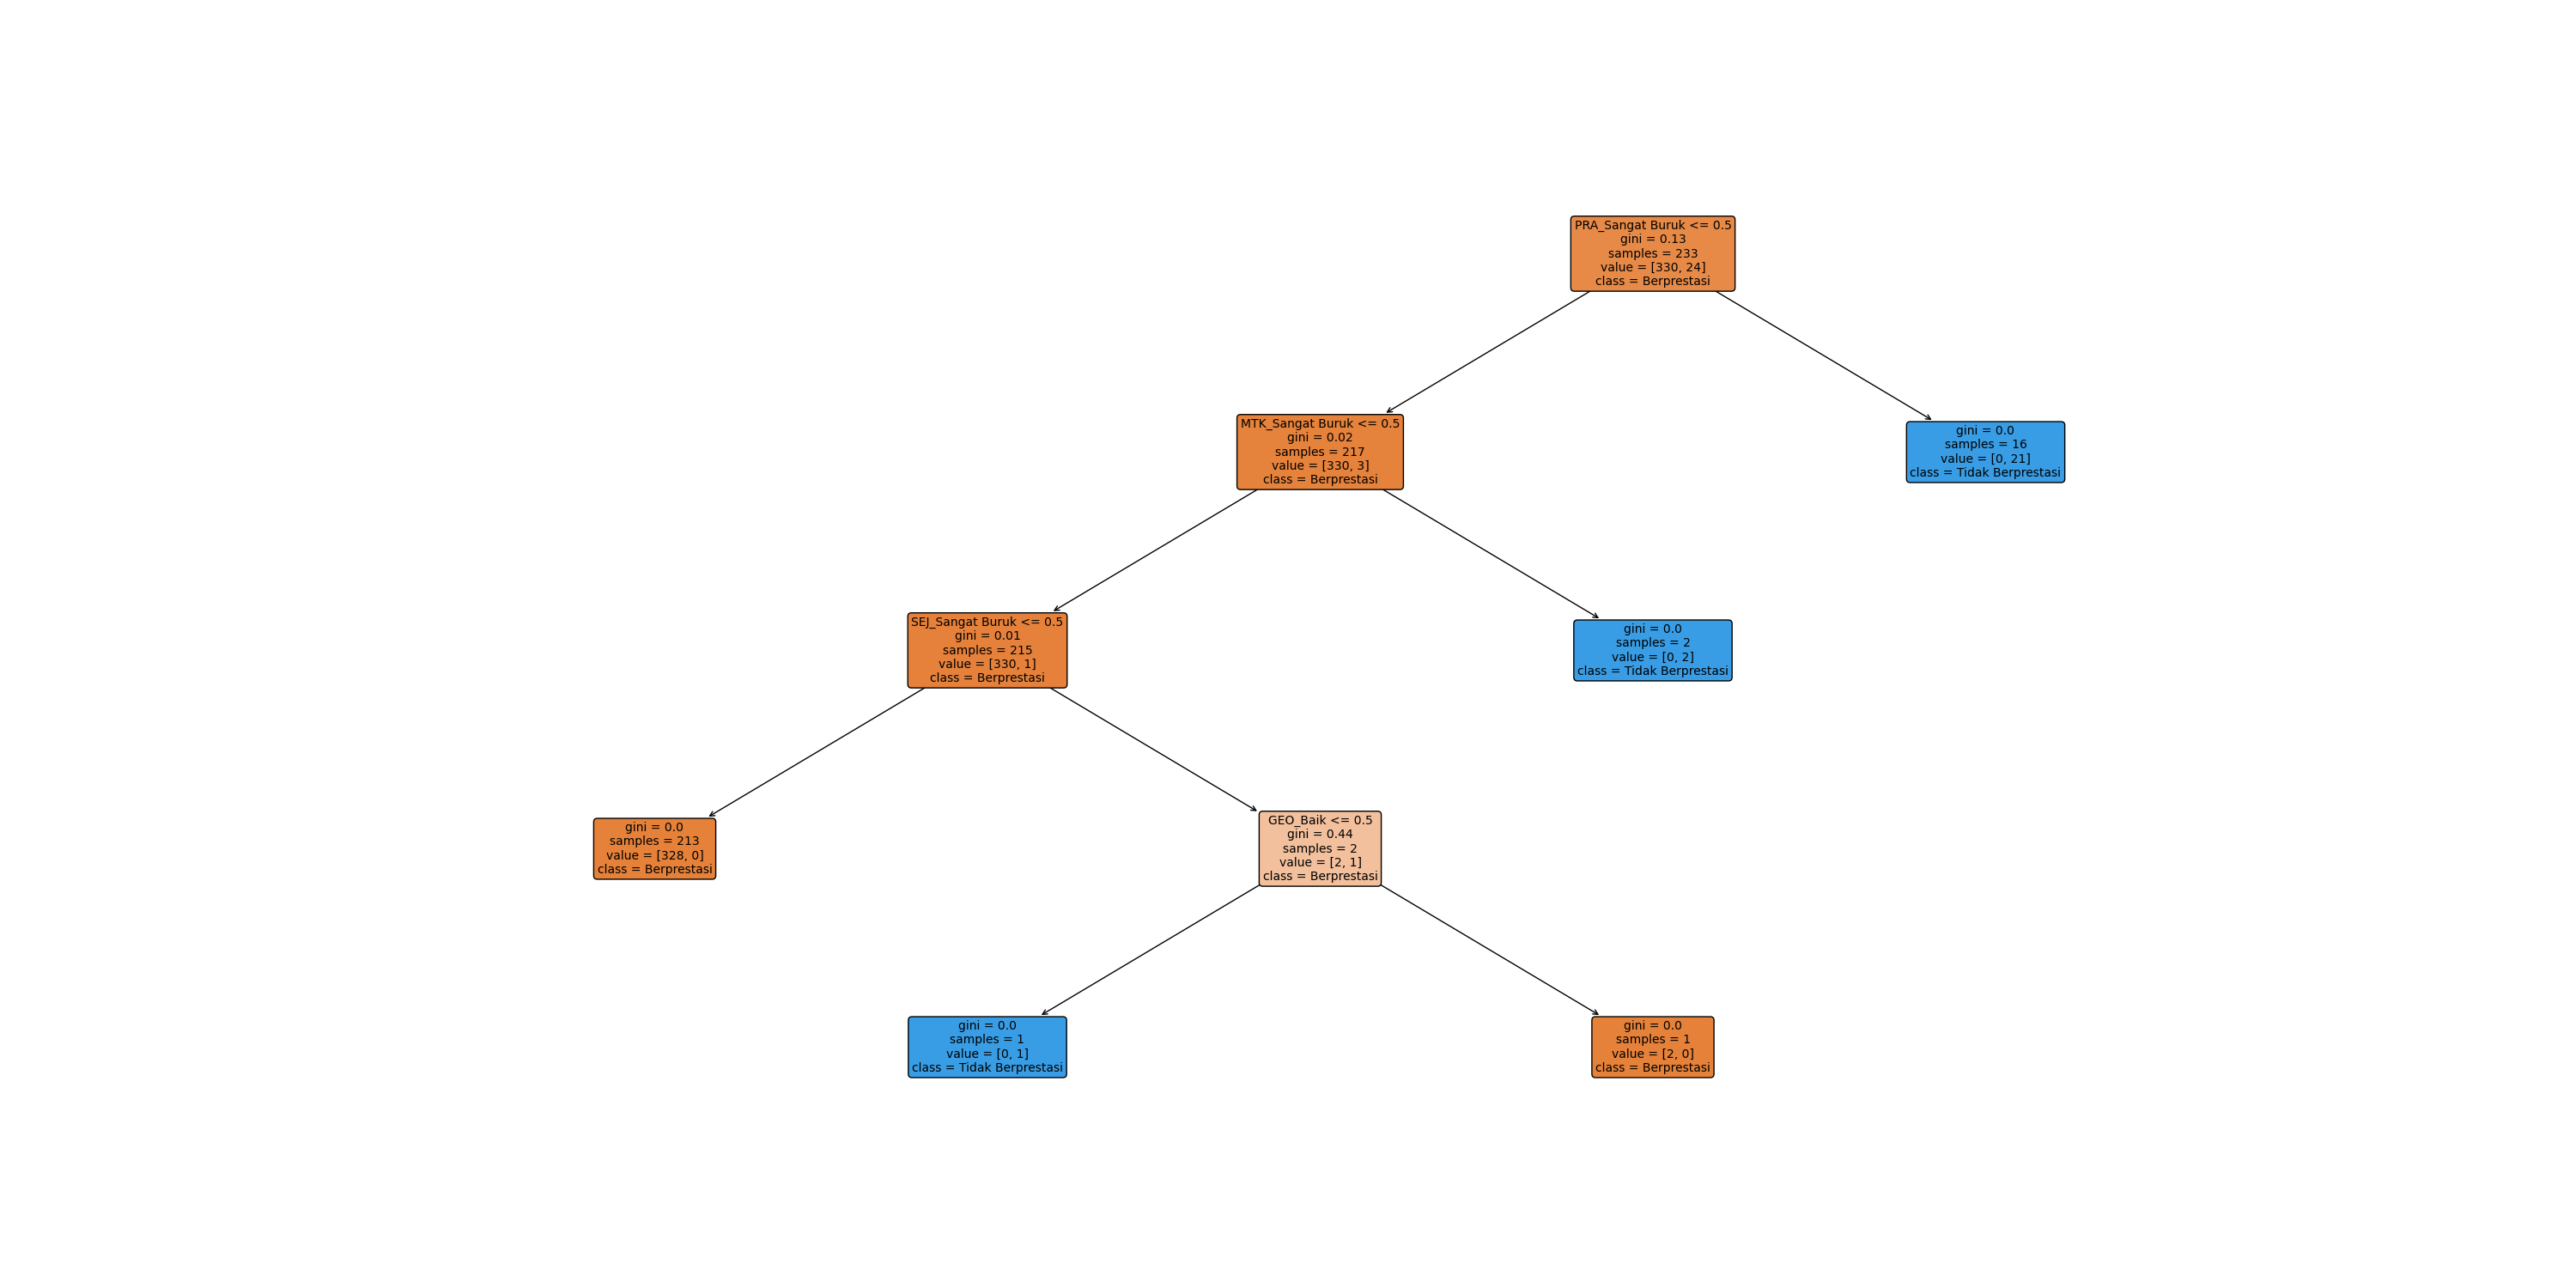 PRA_Sangat Buruk <= 0.5
gini = 0.13
samples = 233
value = [330, 24]
class = Berprestasi
MTK_Sangat Buruk <= 0.5
gini = 0.02
samples = 217
value = [330, 3]
class = Berprestasi
gini = 0.0
samples = 16
value = [0, 21]
class = Tidak Berprestasi
SEJ_Sangat Buruk <= 0.5
gini = 0.01
samples = 215
value = [330, 1]
class = Berprestasi
gini = 0.0
samples = 2
value = [0, 2]
class = Tidak Berprestasi
gini = 0.0
samples = 213
value = [328, 0]
class = Berprestasi
GEO_Baik <= 0.5
gini = 0.44
samples = 2
value = [2, 1]
class = Berprestasi
gini = 0.0
samples = 1
value = [0, 1]
class = Tidak Berprestasi
gini = 0.0
samples = 1
value = [2, 0]
class = Berprestasi